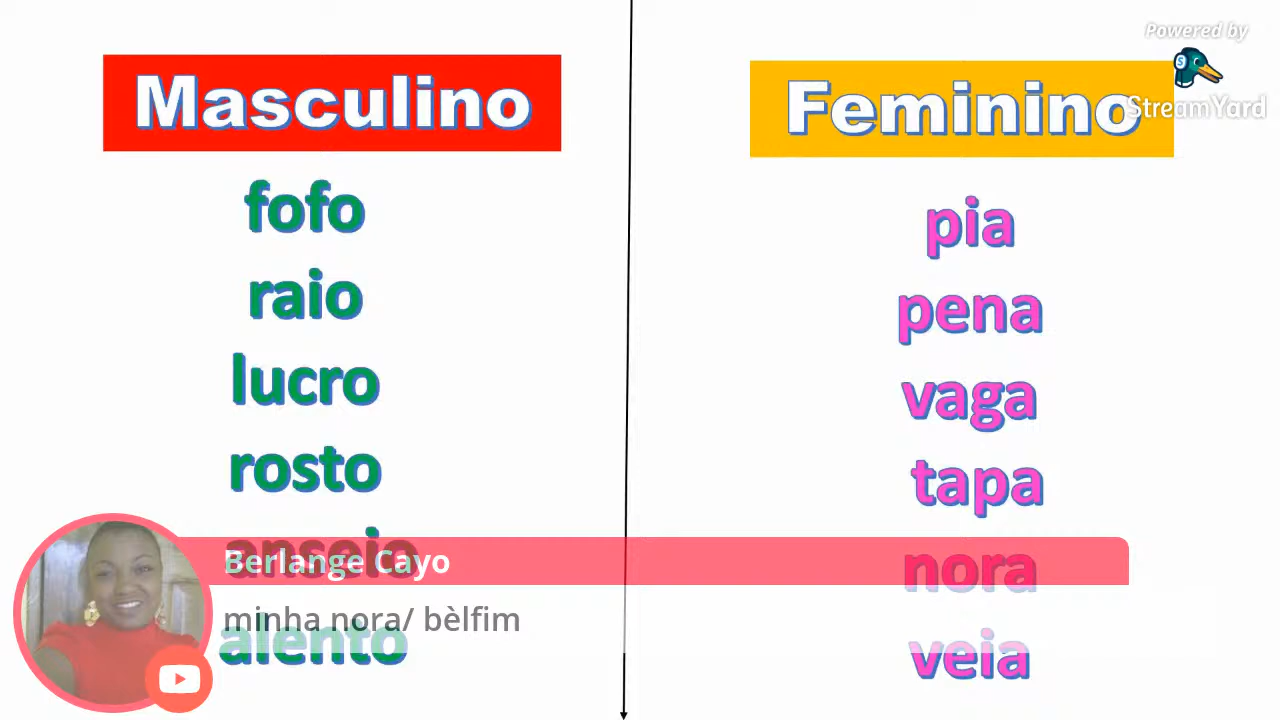 Powered by
StreamYard
Masculino
fofo
raio
lucro
rosto
anseio
alento
Feminino
pia
pena
vaga
tapa
nora
veia
Berlange Cayo
minha nora/ bèlfim